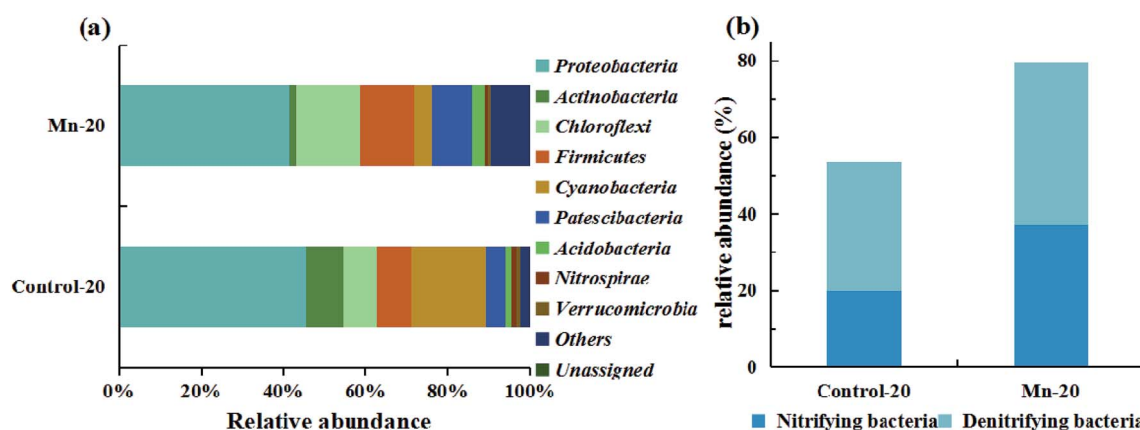 (a)
Mn-20
Control-20
0% 20% 40% 60% 80% 100%
Relative abundance
Proteobacteria
Actinobacteria
Chloroflexi
Firmicutes
Cyanobacteria
Patescibacteria
Acidobacteria
Nitrospirae
Verrucomicrobia
Others
Unassigned
(b)
relative abundance (%)
80
60
40
20
0
Control-20 Mn-20
Nitrifying bacteria Denitrifying bacteria